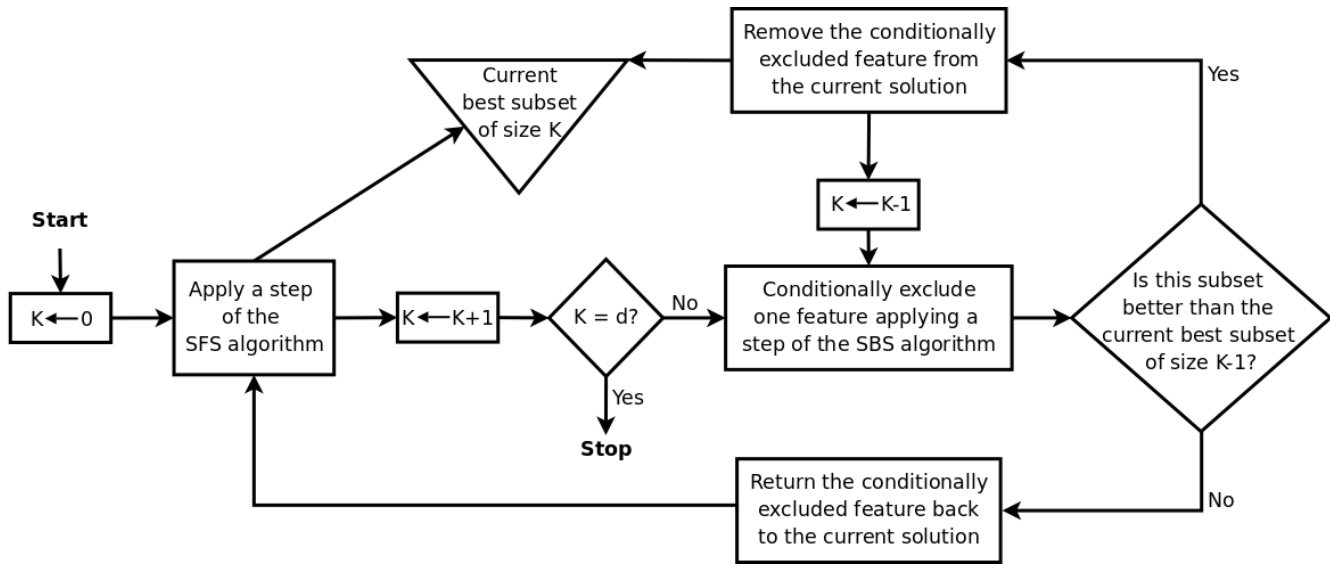 Remove the conditionally
excluded feature from
the current solution
Yes
Current
best subset
of size K
K←K-1
Start
K←0
Apply a step
of the
SFS algorithm
K←K+1
K = d?
No
Yes
Stop
Conditionally exclude
one feature applying a
step of the SBS algorithm
Is this subset
better than the
current best subset
of size K-1?
No
Return the conditionally
excluded feature back
to the current solution